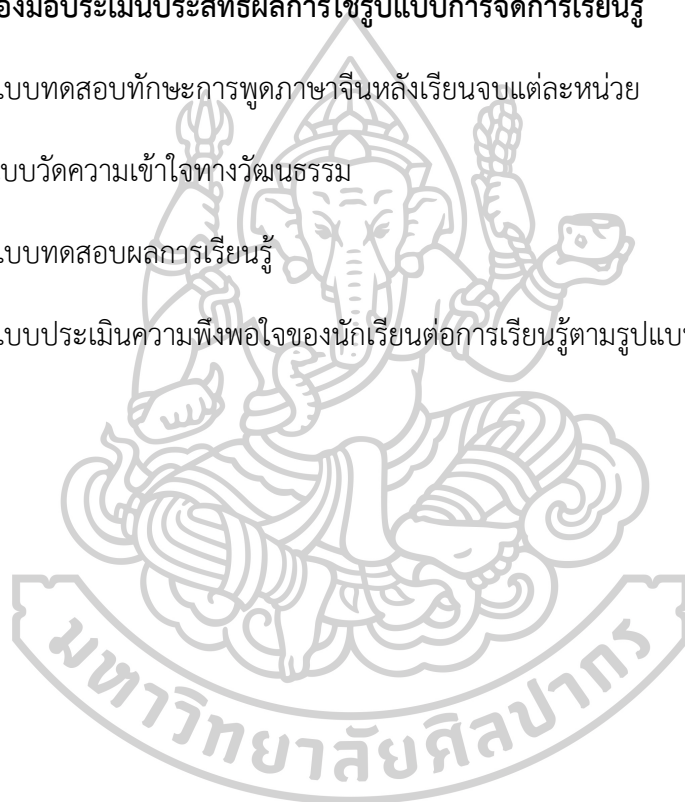 องมือประเมินประสิทธิผลการใช้รูปแบบการจัดการเรียนรู้
แบบทดสอบทักษะการพูดภาษาจีนหลังเรียนจบแต่ละหน่วย
แบบวัดความเข้าใจทางวัฒนธรรม
แบบทดสอบผลการเรียนรู้
แบบประเมินความพึงพอใจของนักเรียนต่อการเรียนรู้ตามรูปแบบ
มหาวิทยาลัยศิลปากร